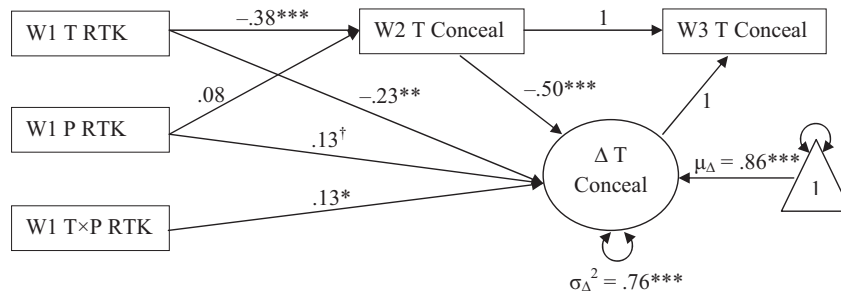 W1 T RTK
–.38***
W2 T Conceal
1
W3 T Conceal
.08
–.23**
–.50***
1
W1 P RTK
.13†
Δ T
Conceal
μΔ = .86***
1
W1 T×P RTK
.13*
σΔ² = .76***